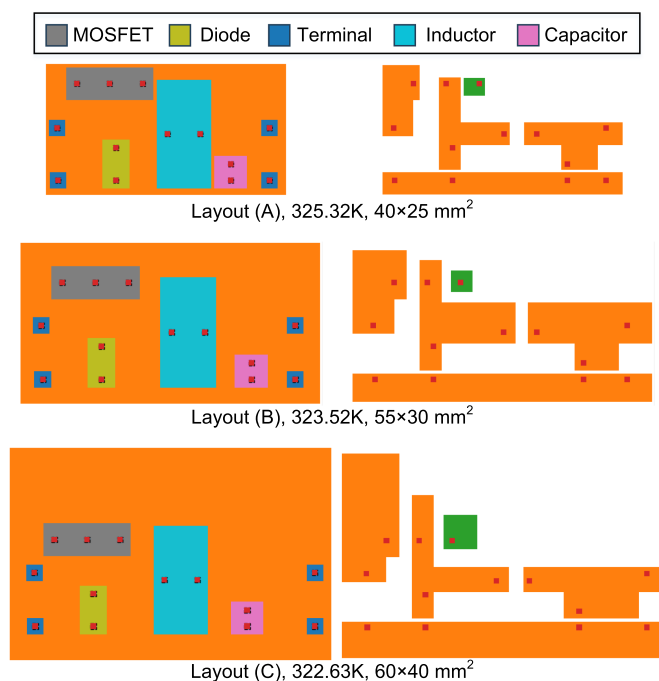 MOSFET Diode Terminal Inductor Capacitor
Layout (A), 325.32K, 40×25 mm²
Layout (B), 323.52K, 55×30 mm²
Layout (C), 322.63K, 60×40 mm²